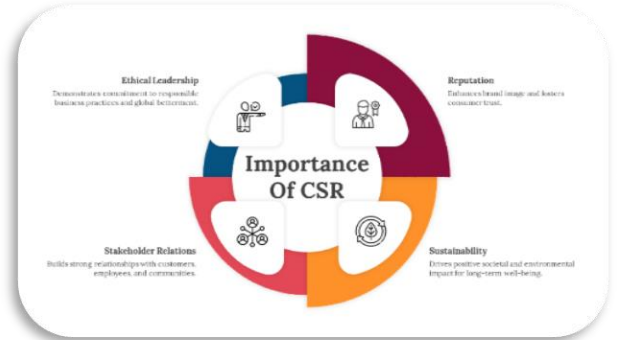 Ethical Leadership
Demonstrates commitment to responsible
business practices and global betterment.
Reputation
Enhances brand image and fosters
consumer trust.
Importance
Of CSR
Stakeholder Relations
Builds strong relationships with customers,
employees, and communities.
Sustainability
Drives positive societal and environmental
impact for long-term well-being.